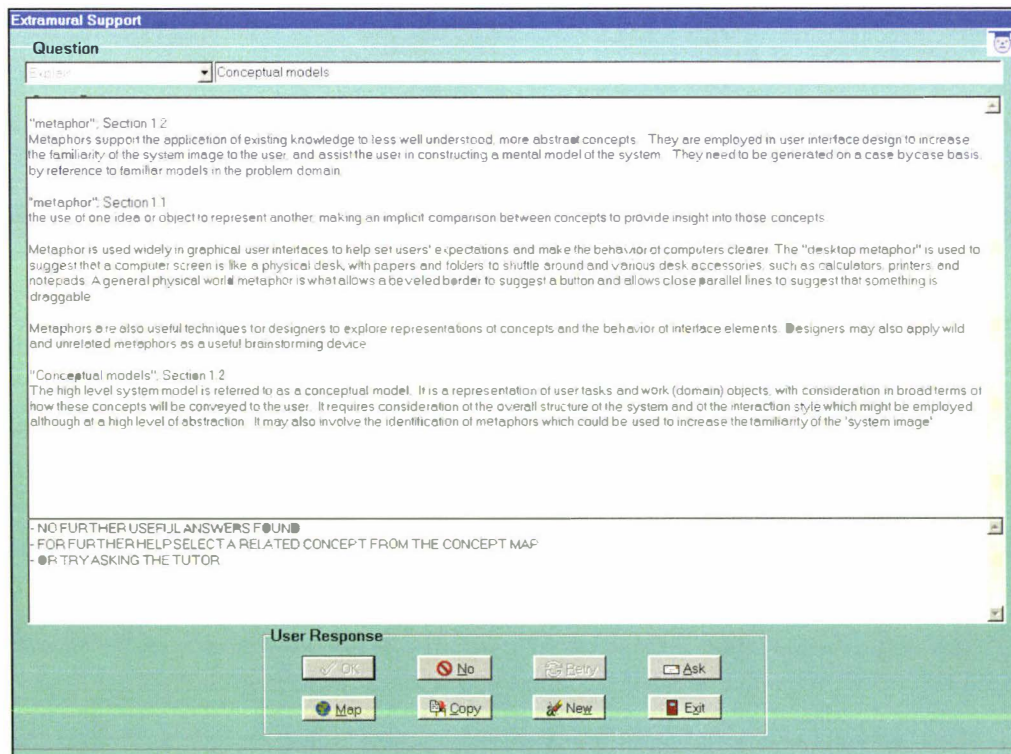 Extramural Support
Question
Explain Conceptual models
"metaphor"; Section 1.2
Metaphors support the application of existing knowledge to less well understood, more abstract concepts. They are employed in user interface design to increase
the familiarity of the system image to the user, and assist the user in constructing a mental model of the system. They need to be generated on a case by case basis,
by reference to familiar models in the problem domain.
"metaphor"; Section 1.1
the use of one idea or object to represent another, making an implicit comparison between concepts to provide insight into those concepts.
Metaphor is used widely in graphical user interfaces to help set users' expectations and make the behavior of computers clearer. The "desktop metaphor" is used to
suggest that a computer screen is like a physical desk, with papers and folders to shuffle around and various desk accessories, such as calculators, printers, and
notepads. A general physical world metaphor is what allows a beveled border to suggest a button and allows close parallel lines to suggest that something is
draggable.
Metaphors are also useful techniques for designers to explore representations of concepts and the behavior of interface elements. Designers may also apply wild
and unrelated metaphors as a useful brainstorming device.
"Conceptual models"; Section 1.2
The high level system model is referred to as a conceptual model. It is a representation of user tasks and work (domain) objects, with consideration in broad terms of
how these concepts will be conveyed to the user. It requires consideration of the overall structure of the system and of the interaction style which might be employed
although at a high level of abstraction. It may also involve the identification of metaphors which could be used to increase the familiarity of the 'system image'
- NO FURTHER USEFUL ANSWERS FOUND
- FOR FURTHER HELP SELECT A RELATED CONCEPT FROM THE CONCEPT MAP
- OR TRY ASKING THE TUTOR
User Response
OK No Retry Ask
Map Copy New Exit